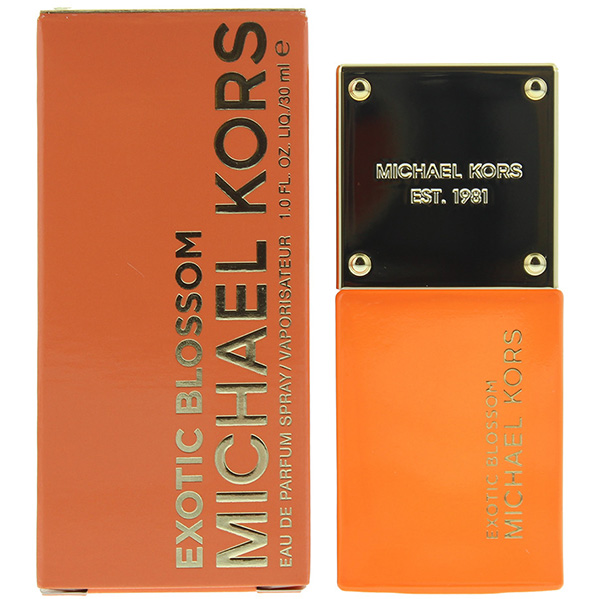 EXOTIC BLOSSOM
MICHAEL KORS
EAU DE PARFUM SPRAY/VAPORISATEUR 1.0 FL. OZ. LIQ./30 ml ℮
MICHAEL KORS
EST. 1981
EXOTIC BLOSSOM
MICHAEL KORS